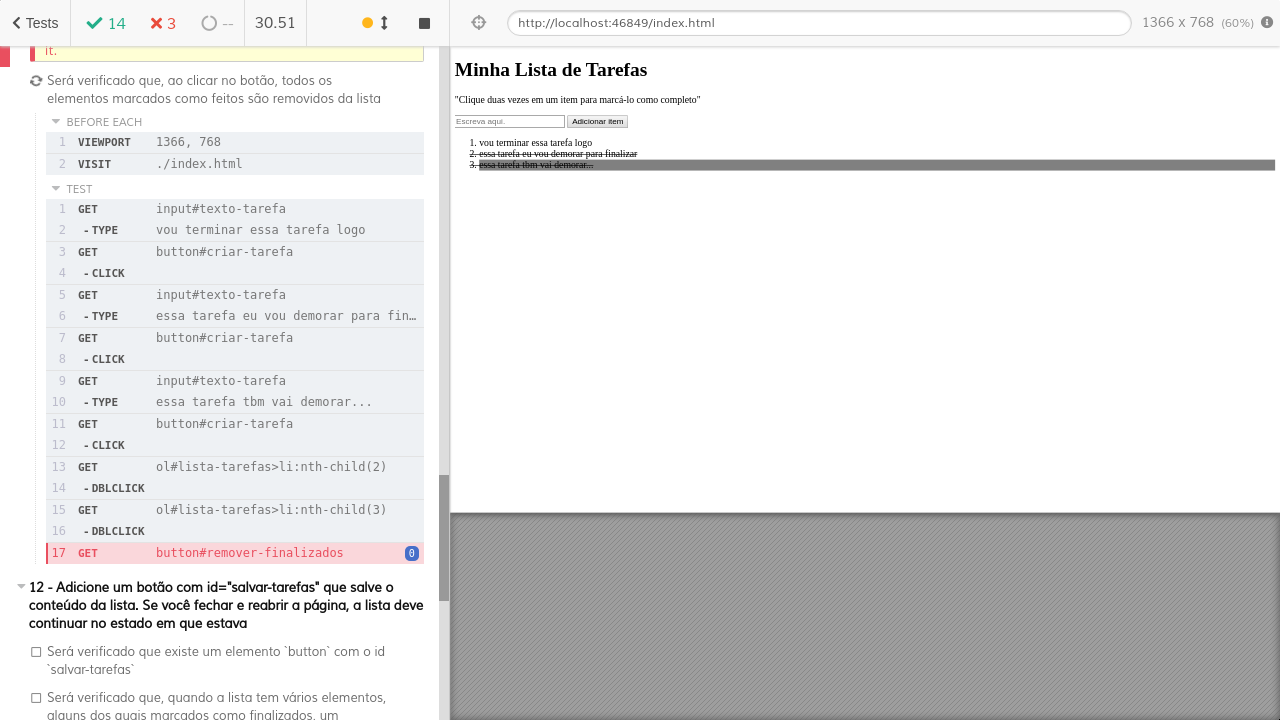 Tests
14
3
--
30.51
http://localhost:46849/index.html
1366 x 768 (60%)
it.
Será verificado que, ao clicar no botão, todos os
elementos marcados como feitos são removidos da lista
BEFORE EACH
1 VIEWPORT 1366, 768
2 VISIT ./index.html
TEST
1 GET input#texto-tarefa
2 -TYPE vou terminar essa tarefa logo
3 GET button#criar-tarefa
4 -CLICK
5 GET input#texto-tarefa
6 -TYPE essa tarefa eu vou demorar para fin…
7 GET button#criar-tarefa
8 -CLICK
9 GET input#texto-tarefa
10 -TYPE essa tarefa tbm vai demorar...
11 GET button#criar-tarefa
12 -CLICK
13 GET ol#lista-tarefas>li:nth-child(2)
14 -DBLCLICK
15 GET ol#lista-tarefas>li:nth-child(3)
16 -DBLCLICK
17 GET button#remover-finalizados 0
12 - Adicione um botão com id="salvar-tarefas" que salve o
conteúdo da lista. Se você fechar e reabrir a página, a lista deve
continuar no estado em que estava
Será verificado que existe um elemento `button` com o id
`salvar-tarefas`
Será verificado que, quando a lista tem vários elementos,
alguns dos quais marcados como finalizados, um
Minha Lista de Tarefas
"Clique duas vezes em um item para marcá-lo como completo"
Escreva aqui.
Adicionar item
1. vou terminar essa tarefa logo
2. essa tarefa eu vou demorar para finalizar
3. essa tarefa tbm vai demorar...